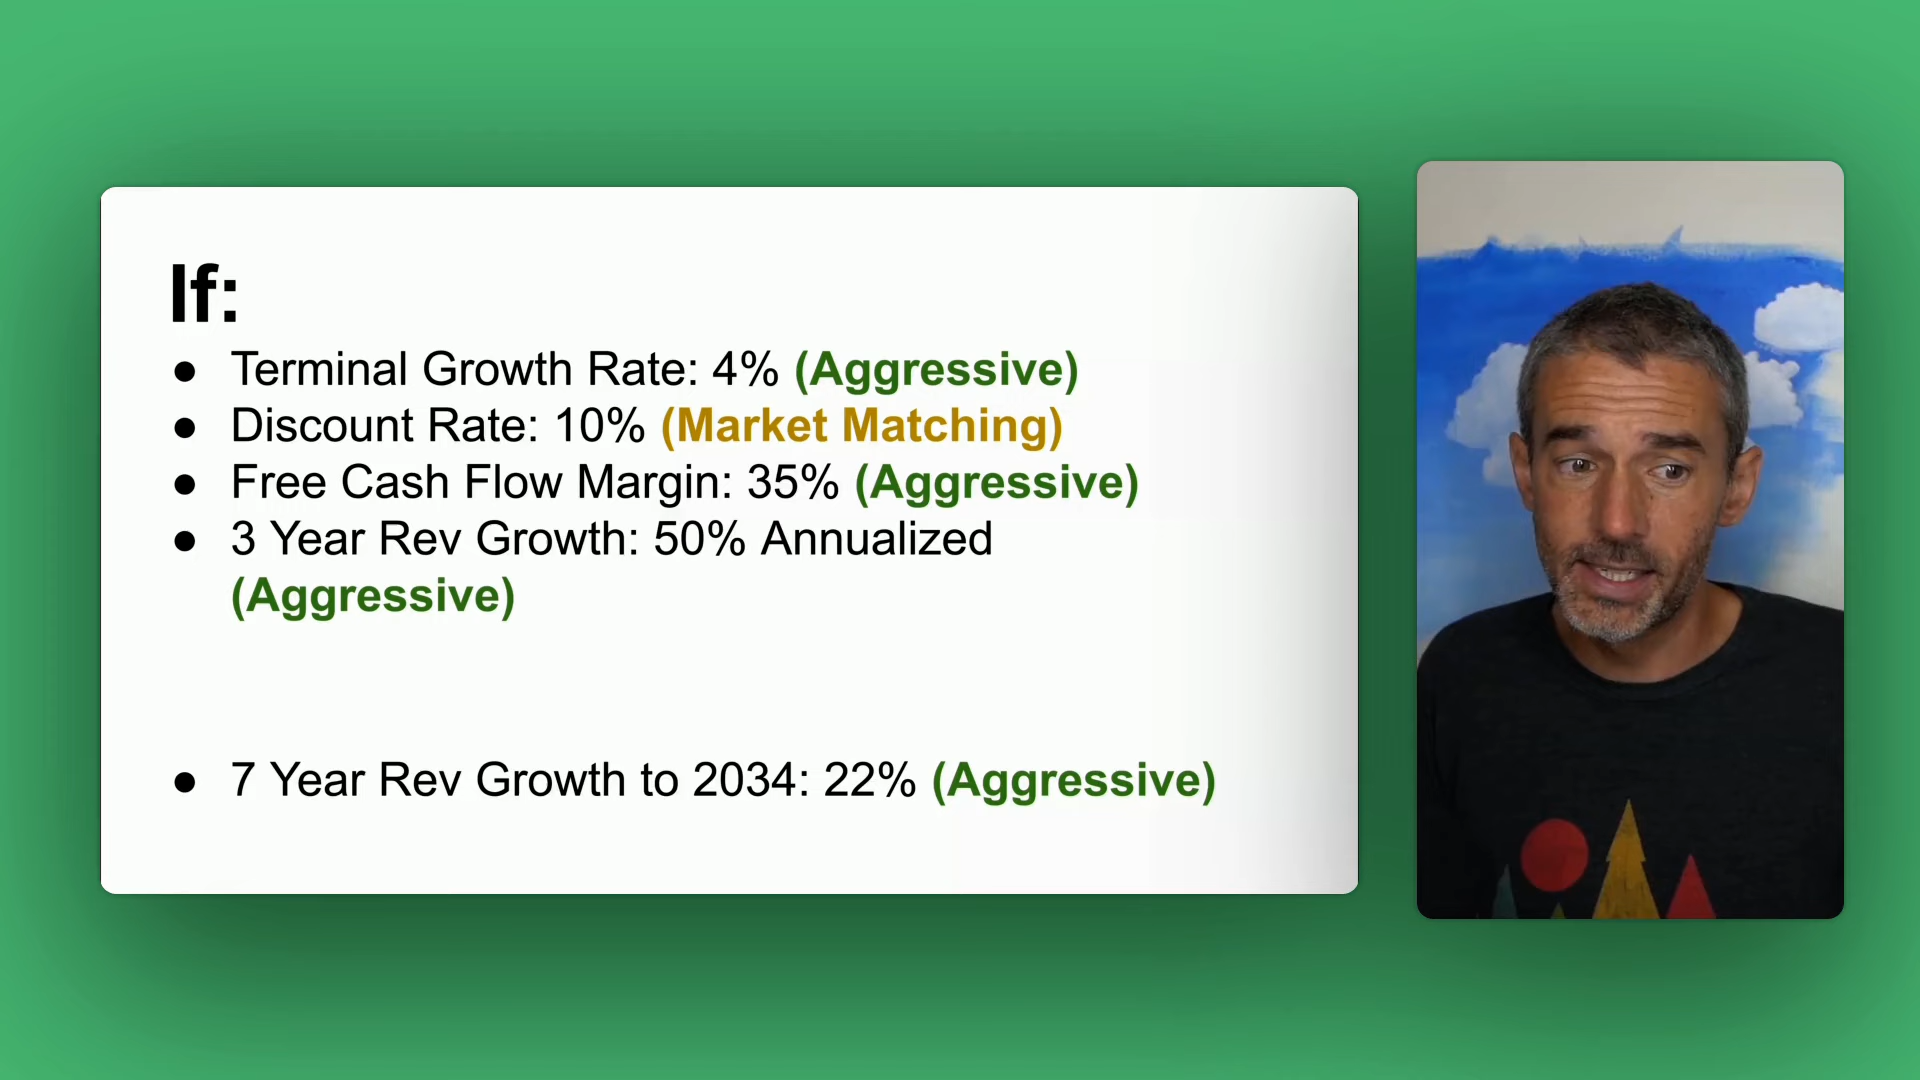 If:
● Terminal Growth Rate: 4% (Aggressive)
● Discount Rate: 10% (Market Matching)
● Free Cash Flow Margin: 35% (Aggressive)
● 3 Year Rev Growth: 50% Annualized
(Aggressive)
● 7 Year Rev Growth to 2034: 22% (Aggressive)